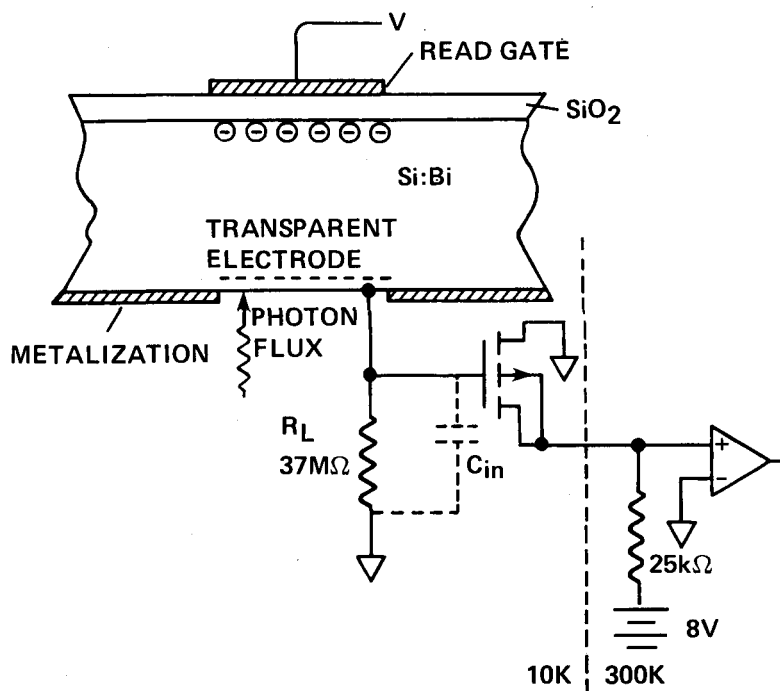 V
READ GATE
SiO2
⊖ ⊖ ⊖ ⊖ ⊖ ⊖
Si:Bi
TRANSPARENT
ELECTRODE
PHOTON
FLUX
METALIZATION
RL
37MΩ
Cin
+
-
25kΩ
8V
10K
300K